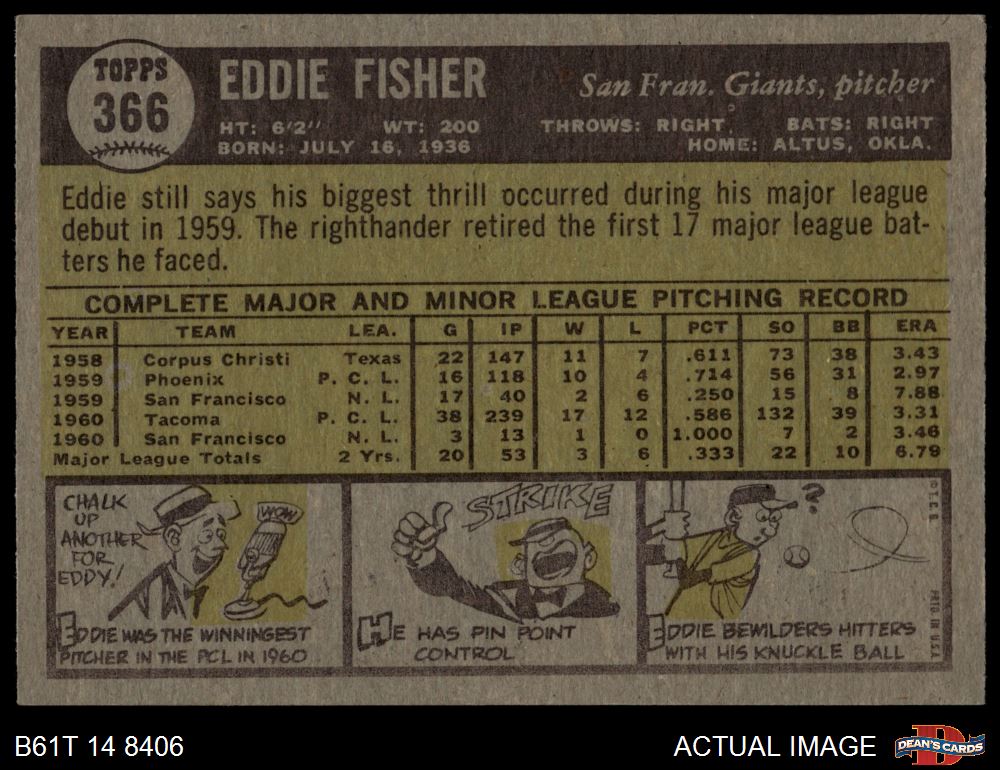 TOPPS
366
EDDIE FISHER
San Fran. Giants, pitcher
HT: 6'2" WT: 200 THROWS: RIGHT BATS: RIGHT
BORN: JULY 16, 1936 HOME: ALTUS, OKLA.
Eddie still says his biggest thrill occurred during his major league
debut in 1959. The righthander retired the first 17 major league bat-
ters he faced.
COMPLETE MAJOR AND MINOR LEAGUE PITCHING RECORD
YEAR TEAM LEA. G IP W L PCT SO BB ERA
1958 Corpus Christi Texas 22 147 11 7 .611 73 38 3.43
1959 Phoenix P. C. L. 16 118 10 4 .714 56 31 2.97
1959 San Francisco N. L. 17 40 2 6 .250 15 8 7.88
1960 Tacoma P. C. L. 38 239 17 12 .586 132 39 3.31
1960 San Francisco N. L. 3 13 1 0 1.000 7 2 3.46
Major League Totals 2 Yrs. 20 53 3 6 .333 22 10 6.79
CHALK
UP
ANOTHER
FOR
EDDY!
WOW
EDDIE WAS THE WINNINGEST
PITCHER IN THE PCL IN 1960
STRIKE
HE HAS PIN POINT
CONTROL
?
EDDIE BEWILDERS HITTERS
WITH HIS KNUCKLE BALL
© T.C.G.
PRTD. IN U.S.A.
B61T 14 8406
ACTUAL IMAGE
D
DEAN'S CARDS